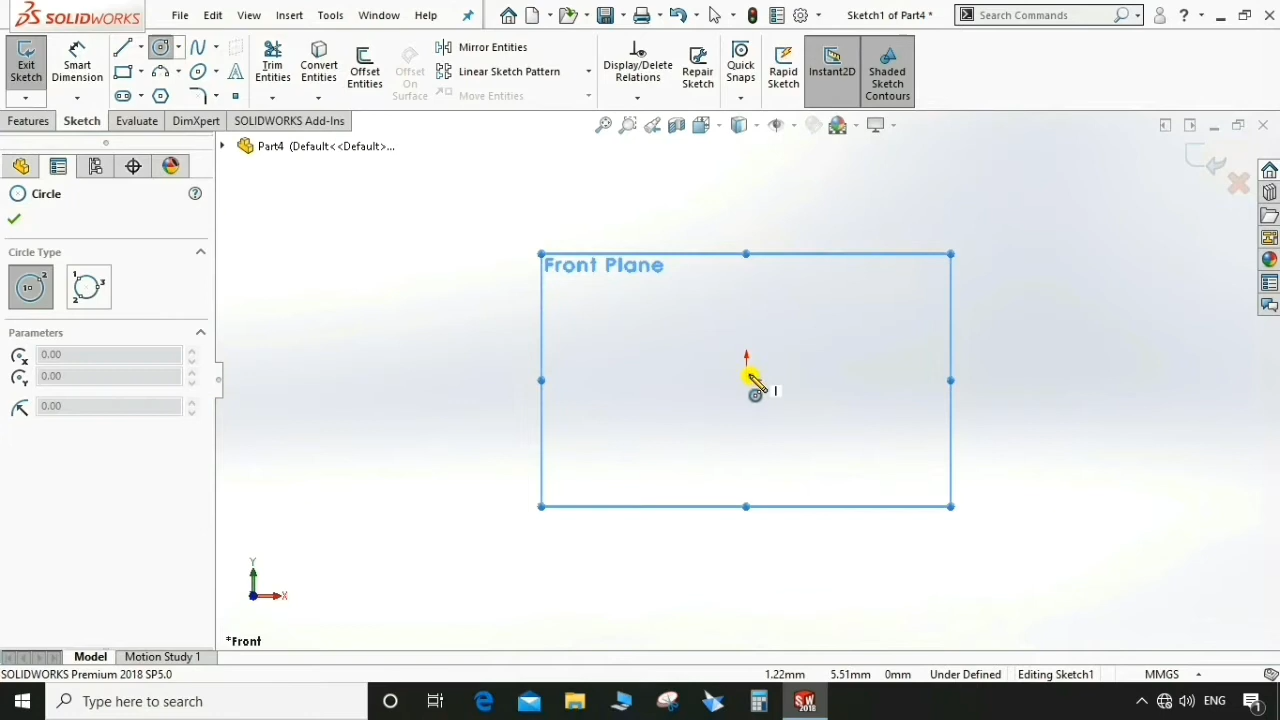 SOLIDWORKS File Edit View Insert Tools Window Help Sketch1 of Part4 * Search Commands ?
Exit Sketch
Smart Dimension
Trim Entities
Convert Entities
Offset Entities
Offset On Surface
Mirror Entities
Linear Sketch Pattern
Move Entities
Display/Delete Relations
Repair Sketch
Quick Snaps
Rapid Sketch
Instant2D
Shaded Sketch Contours
Features Sketch Evaluate DimXpert SOLIDWORKS Add-Ins
Part4 (Default<<Default>...
Circle
Circle Type
Parameters
0.00
0.00
0.00
Front Plane
Y
X
*Front
Model Motion Study 1
SOLIDWORKS Premium 2018 SP5.0 1.22mm 5.51mm 0mm Under Defined Editing Sketch1 MMGS
Type here to search ENG